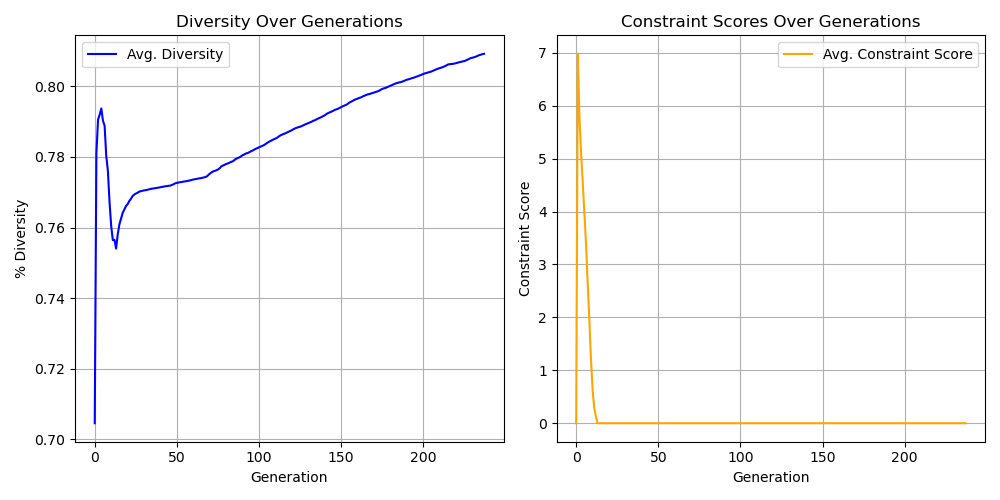 Diversity Over Generations
Avg. Diversity
% Diversity
0.80
0.78
0.76
0.74
0.72
0.70
0 50 100 150 200
Generation
Constraint Scores Over Generations
Avg. Constraint Score
Constraint Score
7
6
5
4
3
2
1
0
0 50 100 150 200
Generation